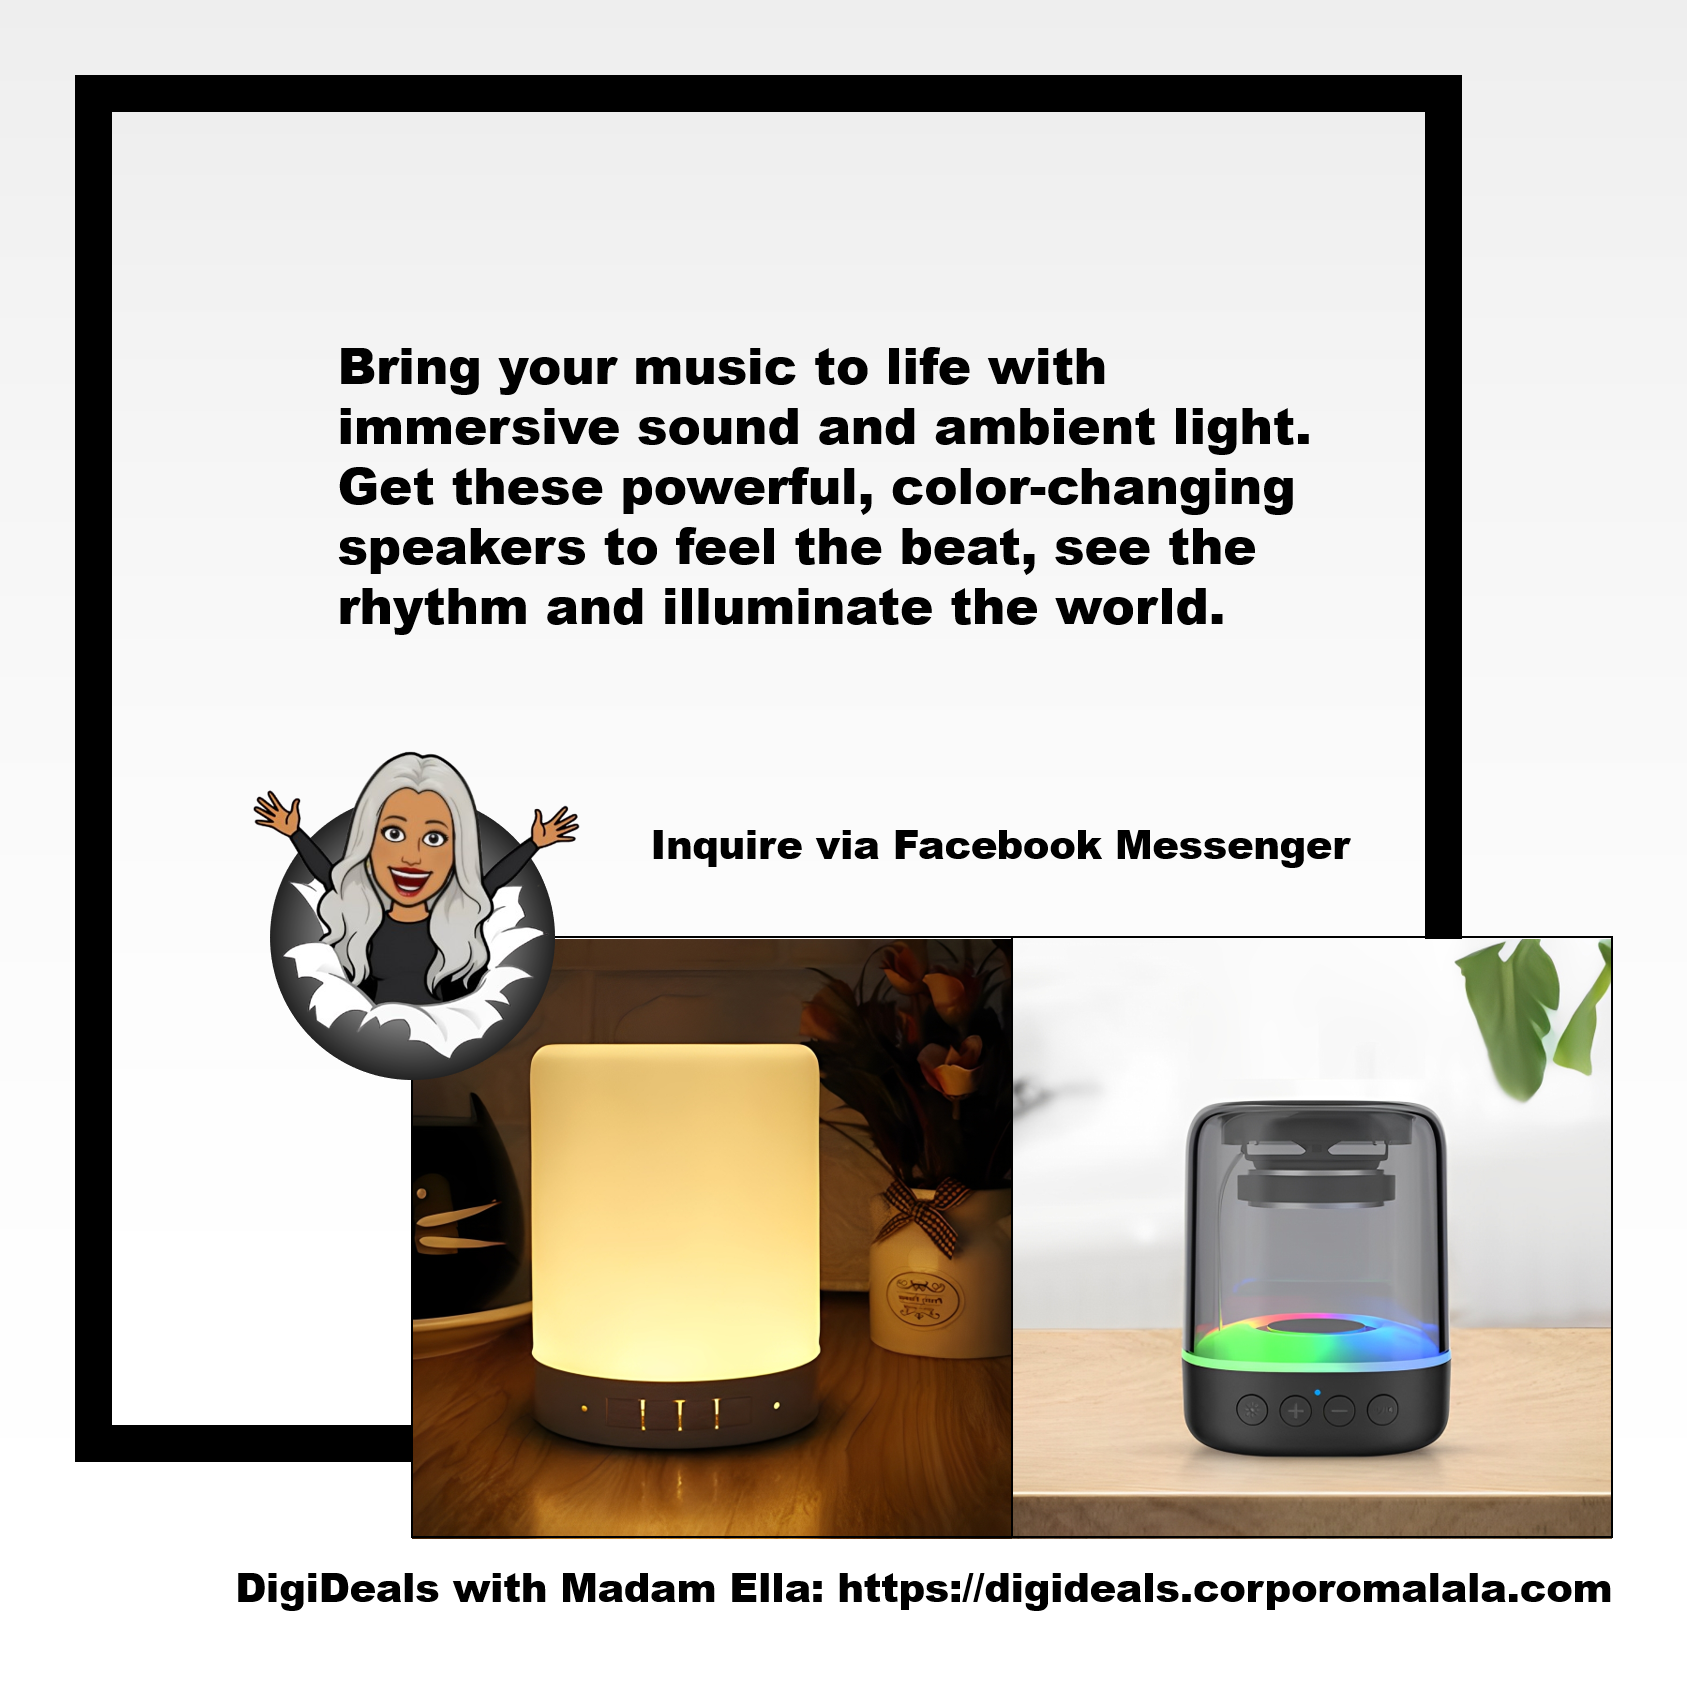 Bring your music to life with
immersive sound and ambient light.
Get these powerful, color-changing
speakers to feel the beat, see the
rhythm and illuminate the world.
Inquire via Facebook Messenger
DigiDeals with Madam Ella: https://digideals.corporomalala.com